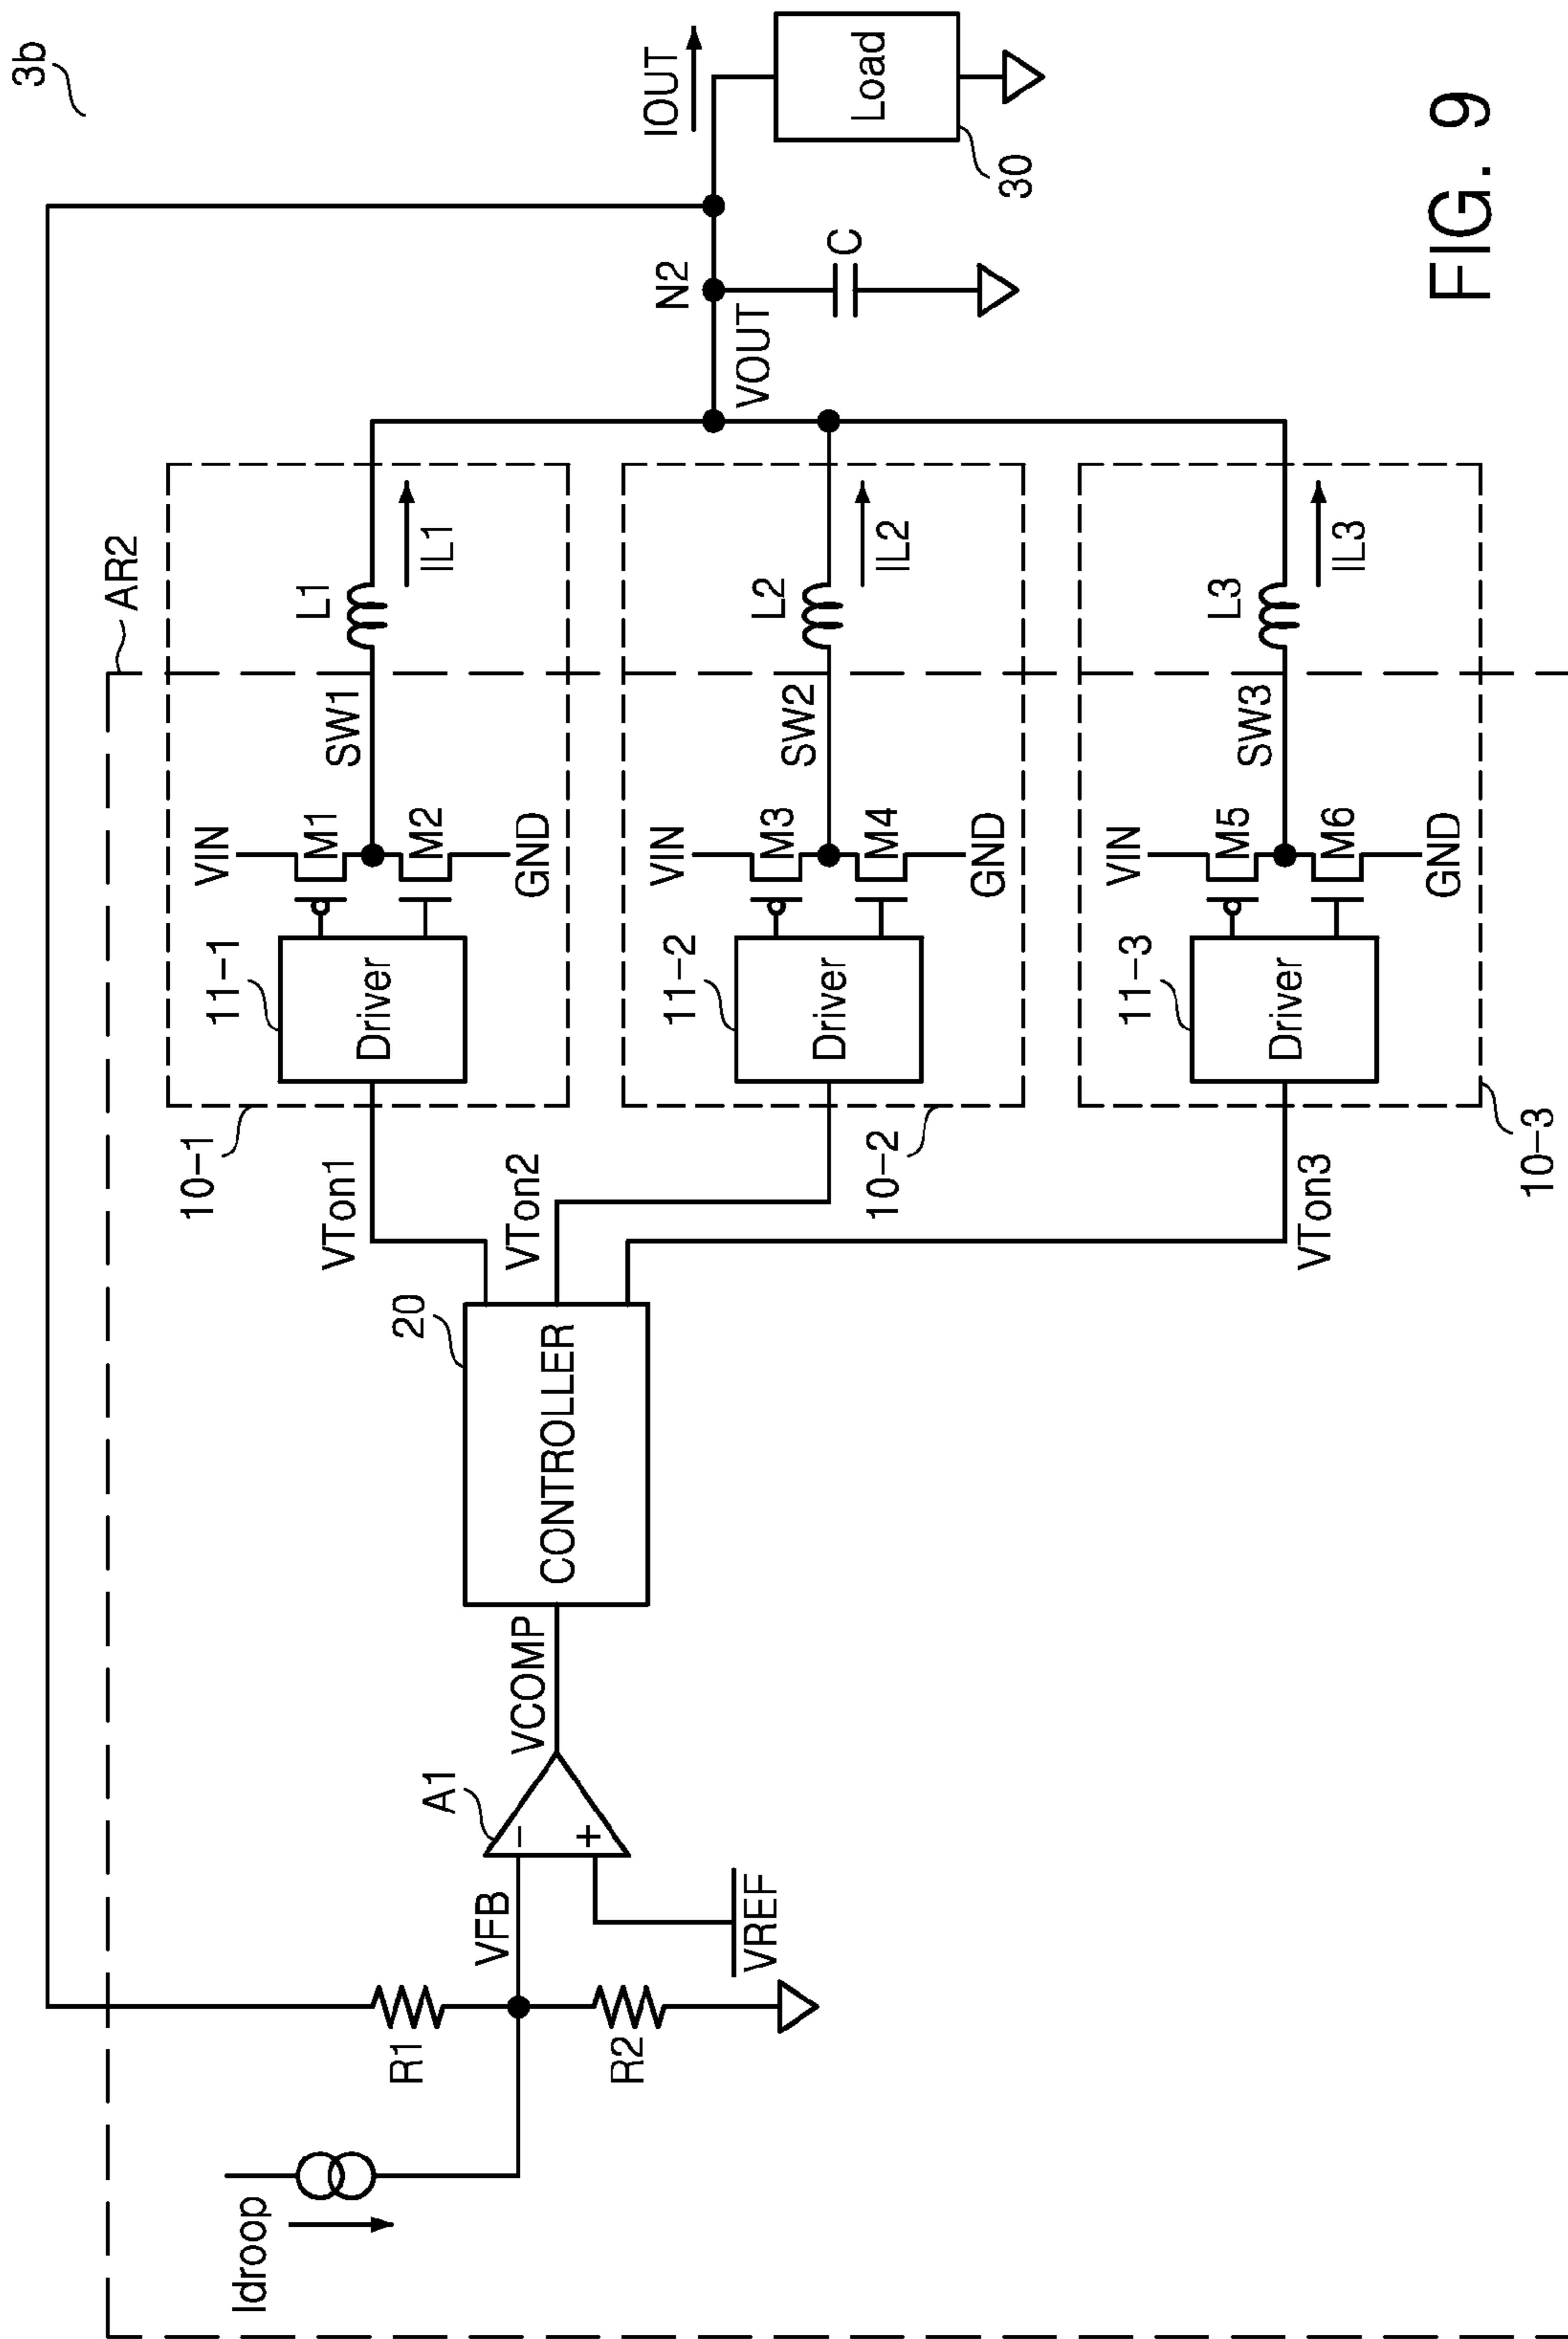 3b
AR2
Idroop
R1
R2
VFB
VREF
A1
-
+
VCOMP
20
CONTROLLER
VTon1
VTon2
VTon3
10-1
11-1
Driver
VIN
M1
M2
GND
SW1
L1
IL1
10-2
11-2
Driver
VIN
M3
M4
GND
SW2
L2
IL2
10-3
11-3
Driver
VIN
M5
M6
GND
SW3
L3
IL3
VOUT
N2
C
IOUT
Load
30
FIG. 9